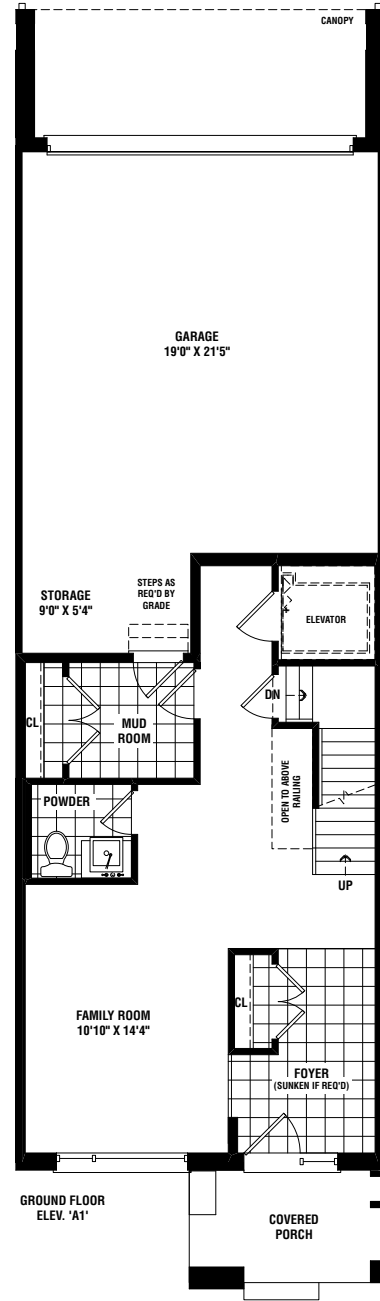 CANOPY
GARAGE
19'0" X 21'5"
STEPS AS
REQ'D BY
GRADE
STORAGE
9'0" X 5'4"
ELEVATOR
DN
CL
MUD
ROOM
OPEN TO ABOVE
RAILING
POWDER
UP
CL
FAMILY ROOM
10'10" X 14'4"
FOYER
(SUNKEN IF REQ'D)
GROUND FLOOR
ELEV. 'A1'
COVERED
PORCH